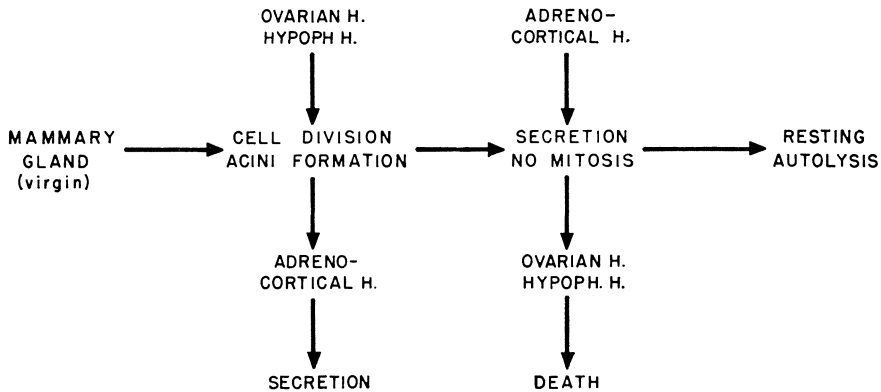 OVARIAN H.
HYPOPH H.
ADRENO-
CORTICAL H.
MAMMARY
GLAND
(virgin)
CELL DIVISION
ACINI FORMATION
SECRETION
NO MITOSIS
RESTING
AUTOLYSIS
ADRENO-
CORTICAL H.
OVARIAN H.
HYPOPH. H.
SECRETION
DEATH